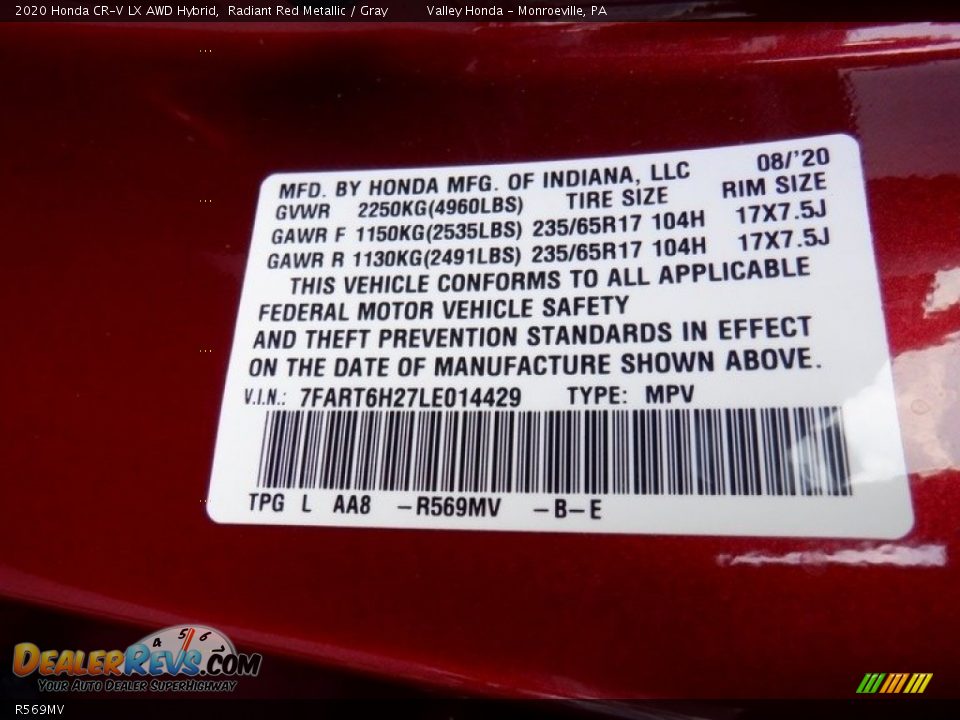 2020 Honda CR-V LX AWD Hybrid, Radiant Red Metallic / Gray Valley Honda - Monroeville, PA
MFD. BY HONDA MFG. OF INDIANA, LLC 08/'20
GVWR 2250KG(4960LBS) TIRE SIZE RIM SIZE
GAWR F 1150KG(2535LBS) 235/65R17 104H 17X7.5J
GAWR R 1130KG(2491LBS) 235/65R17 104H 17X7.5J
THIS VEHICLE CONFORMS TO ALL APPLICABLE
FEDERAL MOTOR VEHICLE SAFETY
AND THEFT PREVENTION STANDARDS IN EFFECT
ON THE DATE OF MANUFACTURE SHOWN ABOVE.
V.I.N.: 7FART6H27LE014429 TYPE: MPV
TPG L AA8 -R569MV -B-E
4 5 6
DEALERREVS.COM
Your Auto Dealer SuperHighway
R569MV